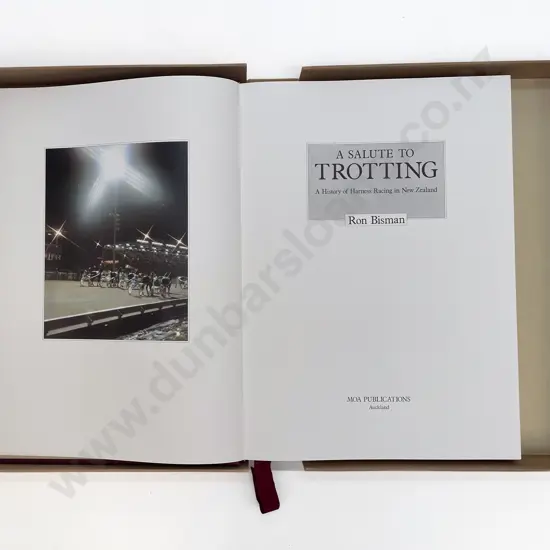 A SALUTE TO
TROTTING
A History of Harness Racing in New Zealand
Ron Bisman
MOA PUBLICATIONS
Auckland
www.dunbarsloane.co.nz